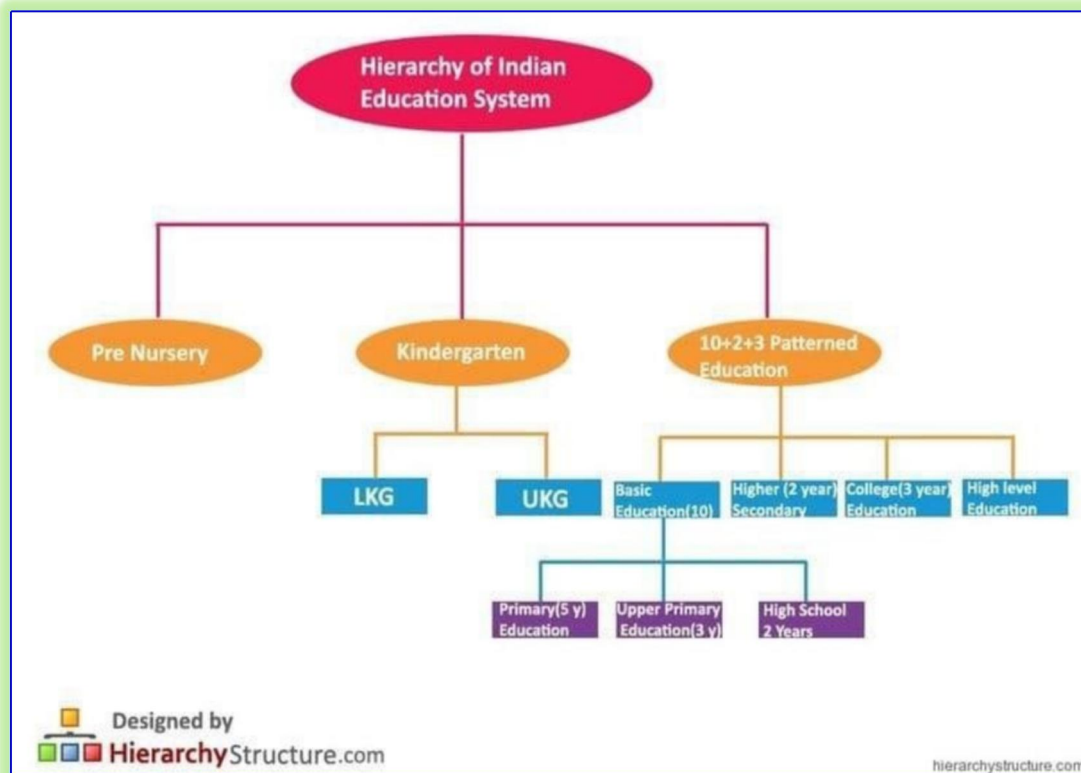 Hierarchy of Indian
Education System
Pre Nursery
Kindergarten
10+2+3 Patterned
Education
LKG
UKG
Basic
Education(10)
Higher (2 year)
Secondary
College(3 year)
Education
High level
Education
Primary(5 y)
Education
Upper Primary
Education(3 y)
High School
2 Years
Designed by
HierarchyStructure.com
hierarchystructure.com